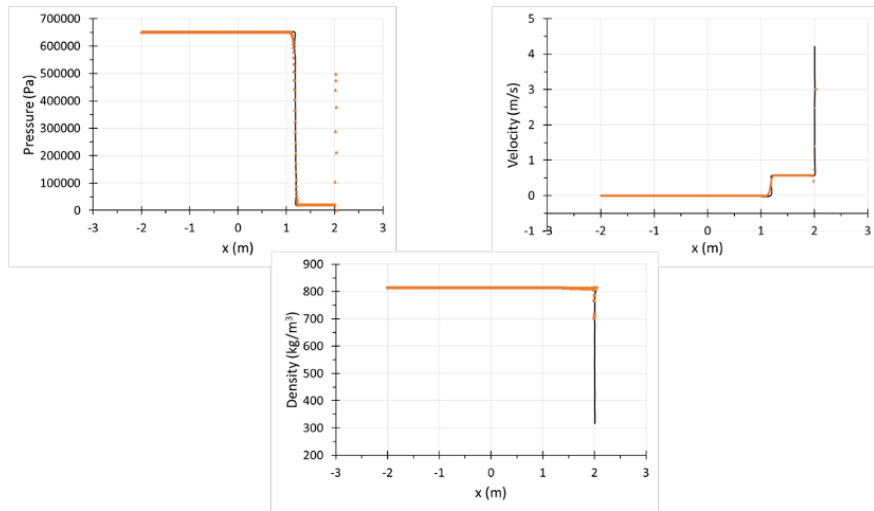 700000
600000
500000
400000
300000
200000
100000
0
Pressure (Pa)
-3 -2 -1 0 1 2 3
x (m)
5
4
3
2
1
0
-1
Velocity (m/s)
-3 -2 -1 0 1 2 3
x (m)
900
800
700
600
500
400
300
200
Density (kg/m³)
-3 -2 -1 0 1 2 3
x (m)